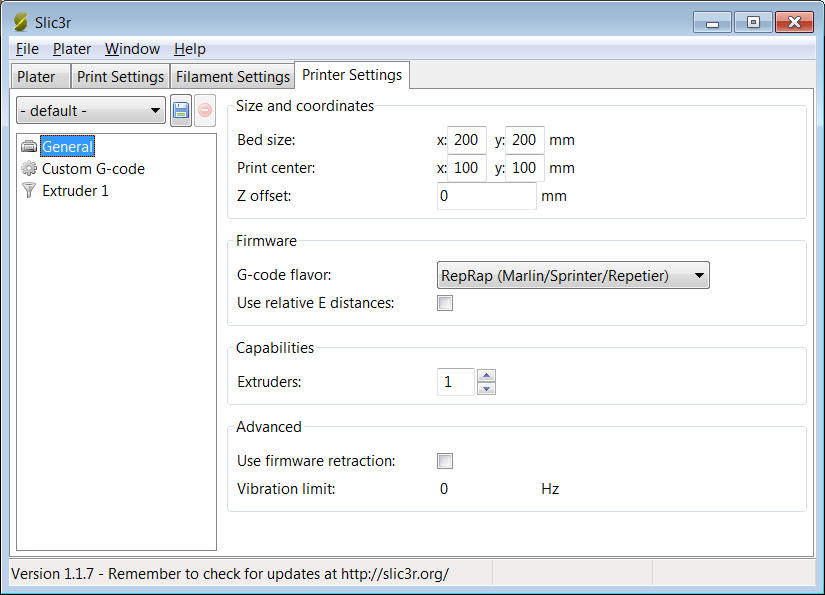 Slic3r
File Plater Window Help
Plater Print Settings Filament Settings Printer Settings
- default -
General
Custom G-code
Extruder 1
Size and coordinates
Bed size: x: 200 y: 200 mm
Print center: x: 100 y: 100 mm
Z offset: 0 mm
Firmware
G-code flavor: RepRap (Marlin/Sprinter/Repetier)
Use relative E distances:
Capabilities
Extruders: 1
Advanced
Use firmware retraction:
Vibration limit: 0 Hz
Version 1.1.7 - Remember to check for updates at http://slic3r.org/